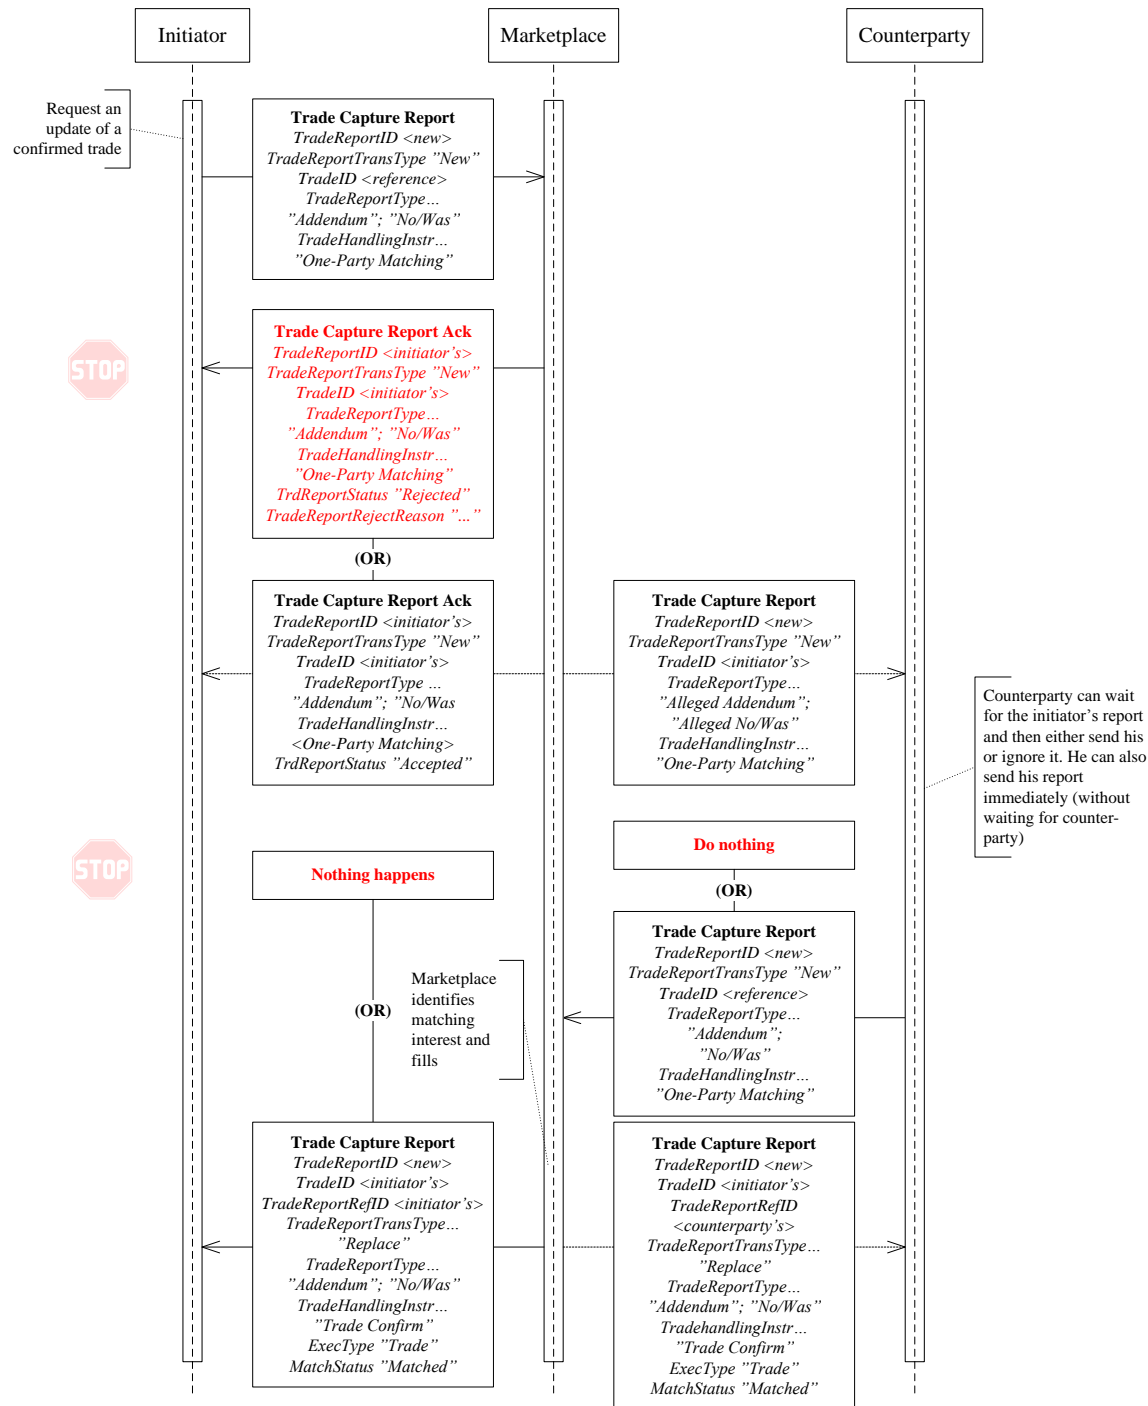 Initiator
Marketplace
Counterparty
Request an
update of a
confirmed trade
Trade Capture Report
TradeReportID <new>
TradeReportTransType ”New”
TradeID <reference>
TradeReportType…
”Addendum”; ”No/Was”
TradeHandlingInstr…
”One-Party Matching”
STOP
Trade Capture Report Ack
TradeReportID <initiator’s>
TradeReportTransType ”New”
TradeID <initiator’s>
TradeReportType…
”Addendum”; ”No/Was”
TradeHandlingInstr…
”One-Party Matching”
TrdReportStatus ”Rejected”
TradeReportRejectReason ”…”
(OR)
Trade Capture Report Ack
TradeReportID <initiator’s>
TradeReportTransType ”New”
TradeID <initiator’s>
TradeReportType …
”Addendum”; ”No/Was
TradeHandlingInstr…
<One-Party Matching>
TrdReportStatus ”Accepted”
Trade Capture Report
TradeReportID <new>
TradeReportTransType ”New”
TradeID <initiator’s>
TradeReportType…
”Alleged Addendum”;
”Alleged No/Was”
TradeHandlingInstr…
”One-Party Matching”
Counterparty can wait
for the initiator’s report
and then either send his
or ignore it. He can also
send his report
immediately (without
waiting for counter-
party)
STOP
Nothing happens
Do nothing
(OR)
Trade Capture Report
TradeReportID <new>
TradeReportTransType ”New”
TradeID <reference>
TradeReportType…
”Addendum”;
”No/Was”
TradeHandlingInstr…
”One-Party Matching”
(OR)
Marketplace
identifies
matching
interest and
fills
Trade Capture Report
TradeReportID <new>
TradeID <initiator’s>
TradeReportRefID <initiator’s>
TradeReportTransType…
”Replace”
TradeReportType…
”Addendum”; ”No/Was”
TradeHandlingInstr…
”Trade Confirm”
ExecType ”Trade”
MatchStatus ”Matched”
Trade Capture Report
TradeReportID <new>
TradeID <initiator’s>
TradeReportRefID
<counterparty’s>
TradeReportTransType…
”Replace”
TradeReportType…
”Addendum”; ”No/Was”
TradehandlingInstr…
”Trade Confirm”
ExecType ”Trade”
MatchStatus ”Matched”